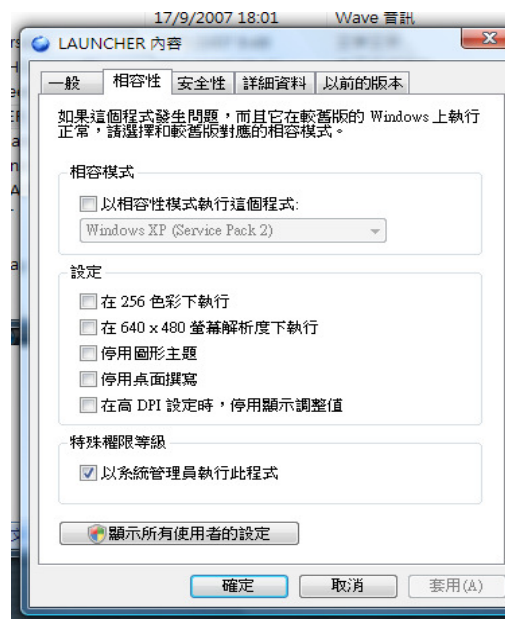 17/9/2007 18:01 Wave 音訊
LAUNCHER 內容
一般 相容性 安全性 詳細資料 以前的版本
如果這個程式發生問題，而且它在較舊版的 Windows 上執行
正常，請選擇和較舊版對應的相容模式。
相容模式
以相容性模式執行這個程式:
Windows XP (Service Pack 2)
設定
在 256 色彩下執行
在 640 x 480 螢幕解析度下執行
停用圖形主題
停用桌面撰寫
在高 DPI 設定時，停用顯示調整值
特殊權限等級
以系統管理員執行此程式
顯示所有使用者的設定
確定 取消 套用(A)